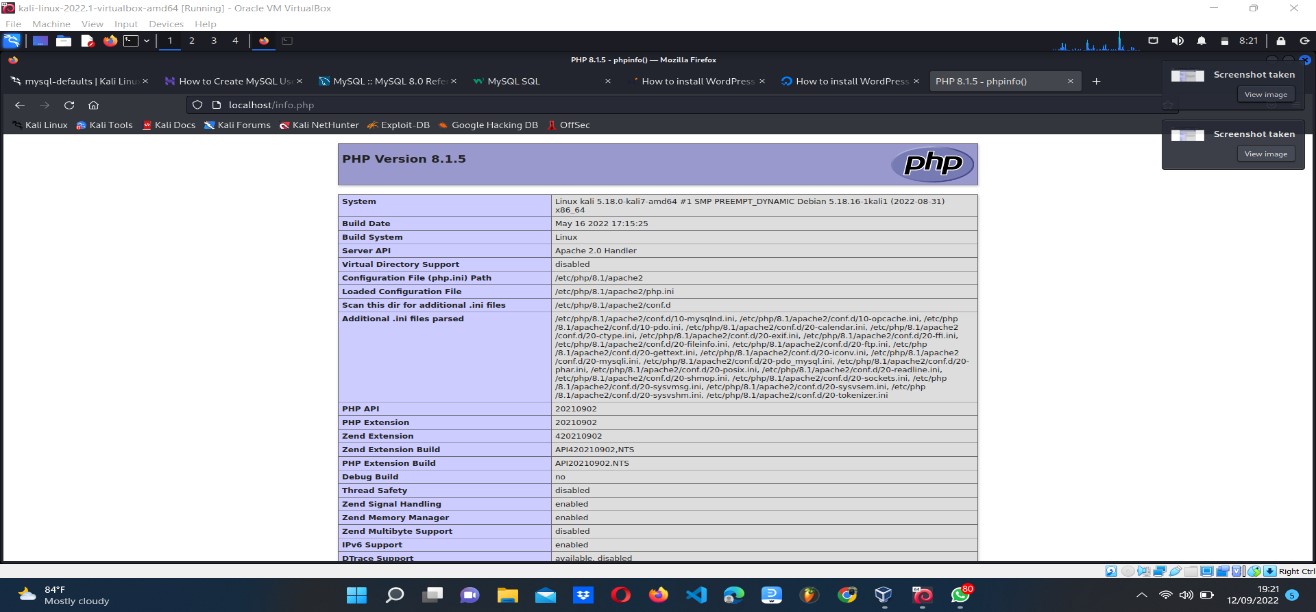 kali-linux-2022.1-virtualbox-amd64 [Running] - Oracle VM VirtualBox
File Machine View Input Devices Help
1 2 3 4 8:21
PHP 8.1.5 - phpinfo() — Mozilla Firefox
mysql-defaults | Kali Linu × How to Create MySQL Us × MySQL :: MySQL 8.0 Refe × MySQL SQL × How to install WordPress × How to install WordPress × PHP 8.1.5 - phpinfo() × +
Screenshot taken
View image
localhost/info.php
Kali Linux Kali Tools Kali Docs Kali Forums Kali NetHunter Exploit-DB Google Hacking DB OffSec
Screenshot taken
View image
PHP Version 8.1.5
php
System Linux kali 5.18.0-kali7-amd64 #1 SMP PREEMPT_DYNAMIC Debian 5.18.16-1kali1 (2022-08-31)
x86_64
Build Date May 16 2022 17:15:25
Build System Linux
Server API Apache 2.0 Handler
Virtual Directory Support disabled
Configuration File (php.ini) Path /etc/php/8.1/apache2
Loaded Configuration File /etc/php/8.1/apache2/php.ini
Scan this dir for additional .ini files /etc/php/8.1/apache2/conf.d
Additional .ini files parsed /etc/php/8.1/apache2/conf.d/10-mysqlnd.ini, /etc/php/8.1/apache2/conf.d/10-opcache.ini, /etc/php
/8.1/apache2/conf.d/10-pdo.ini, /etc/php/8.1/apache2/conf.d/20-calendar.ini, /etc/php/8.1/apache2
/conf.d/20-ctype.ini, /etc/php/8.1/apache2/conf.d/20-exif.ini, /etc/php/8.1/apache2/conf.d/20-ffi.ini,
/etc/php/8.1/apache2/conf.d/20-fileinfo.ini, /etc/php/8.1/apache2/conf.d/20-ftp.ini, /etc/php
/8.1/apache2/conf.d/20-gettext.ini, /etc/php/8.1/apache2/conf.d/20-iconv.ini, /etc/php/8.1/apache2
/conf.d/20-mysqli.ini, /etc/php/8.1/apache2/conf.d/20-pdo_mysql.ini, /etc/php/8.1/apache2/conf.d/20-
phar.ini, /etc/php/8.1/apache2/conf.d/20-posix.ini, /etc/php/8.1/apache2/conf.d/20-readline.ini,
/etc/php/8.1/apache2/conf.d/20-shmop.ini, /etc/php/8.1/apache2/conf.d/20-sockets.ini, /etc/php
/8.1/apache2/conf.d/20-sysvmsg.ini, /etc/php/8.1/apache2/conf.d/20-sysvsem.ini, /etc/php
/8.1/apache2/conf.d/20-sysvshm.ini, /etc/php/8.1/apache2/conf.d/20-tokenizer.ini
PHP API 20210902
PHP Extension 20210902
Zend Extension 420210902
Zend Extension Build API420210902,NTS
PHP Extension Build API20210902,NTS
Debug Build no
Thread Safety disabled
Zend Signal Handling enabled
Zend Memory Manager enabled
Zend Multibyte Support disabled
IPv6 Support enabled
DTrace Support available, disabled
Right Ctrl
84°F
Mostly cloudy
80
19:21
12/09/2022
5